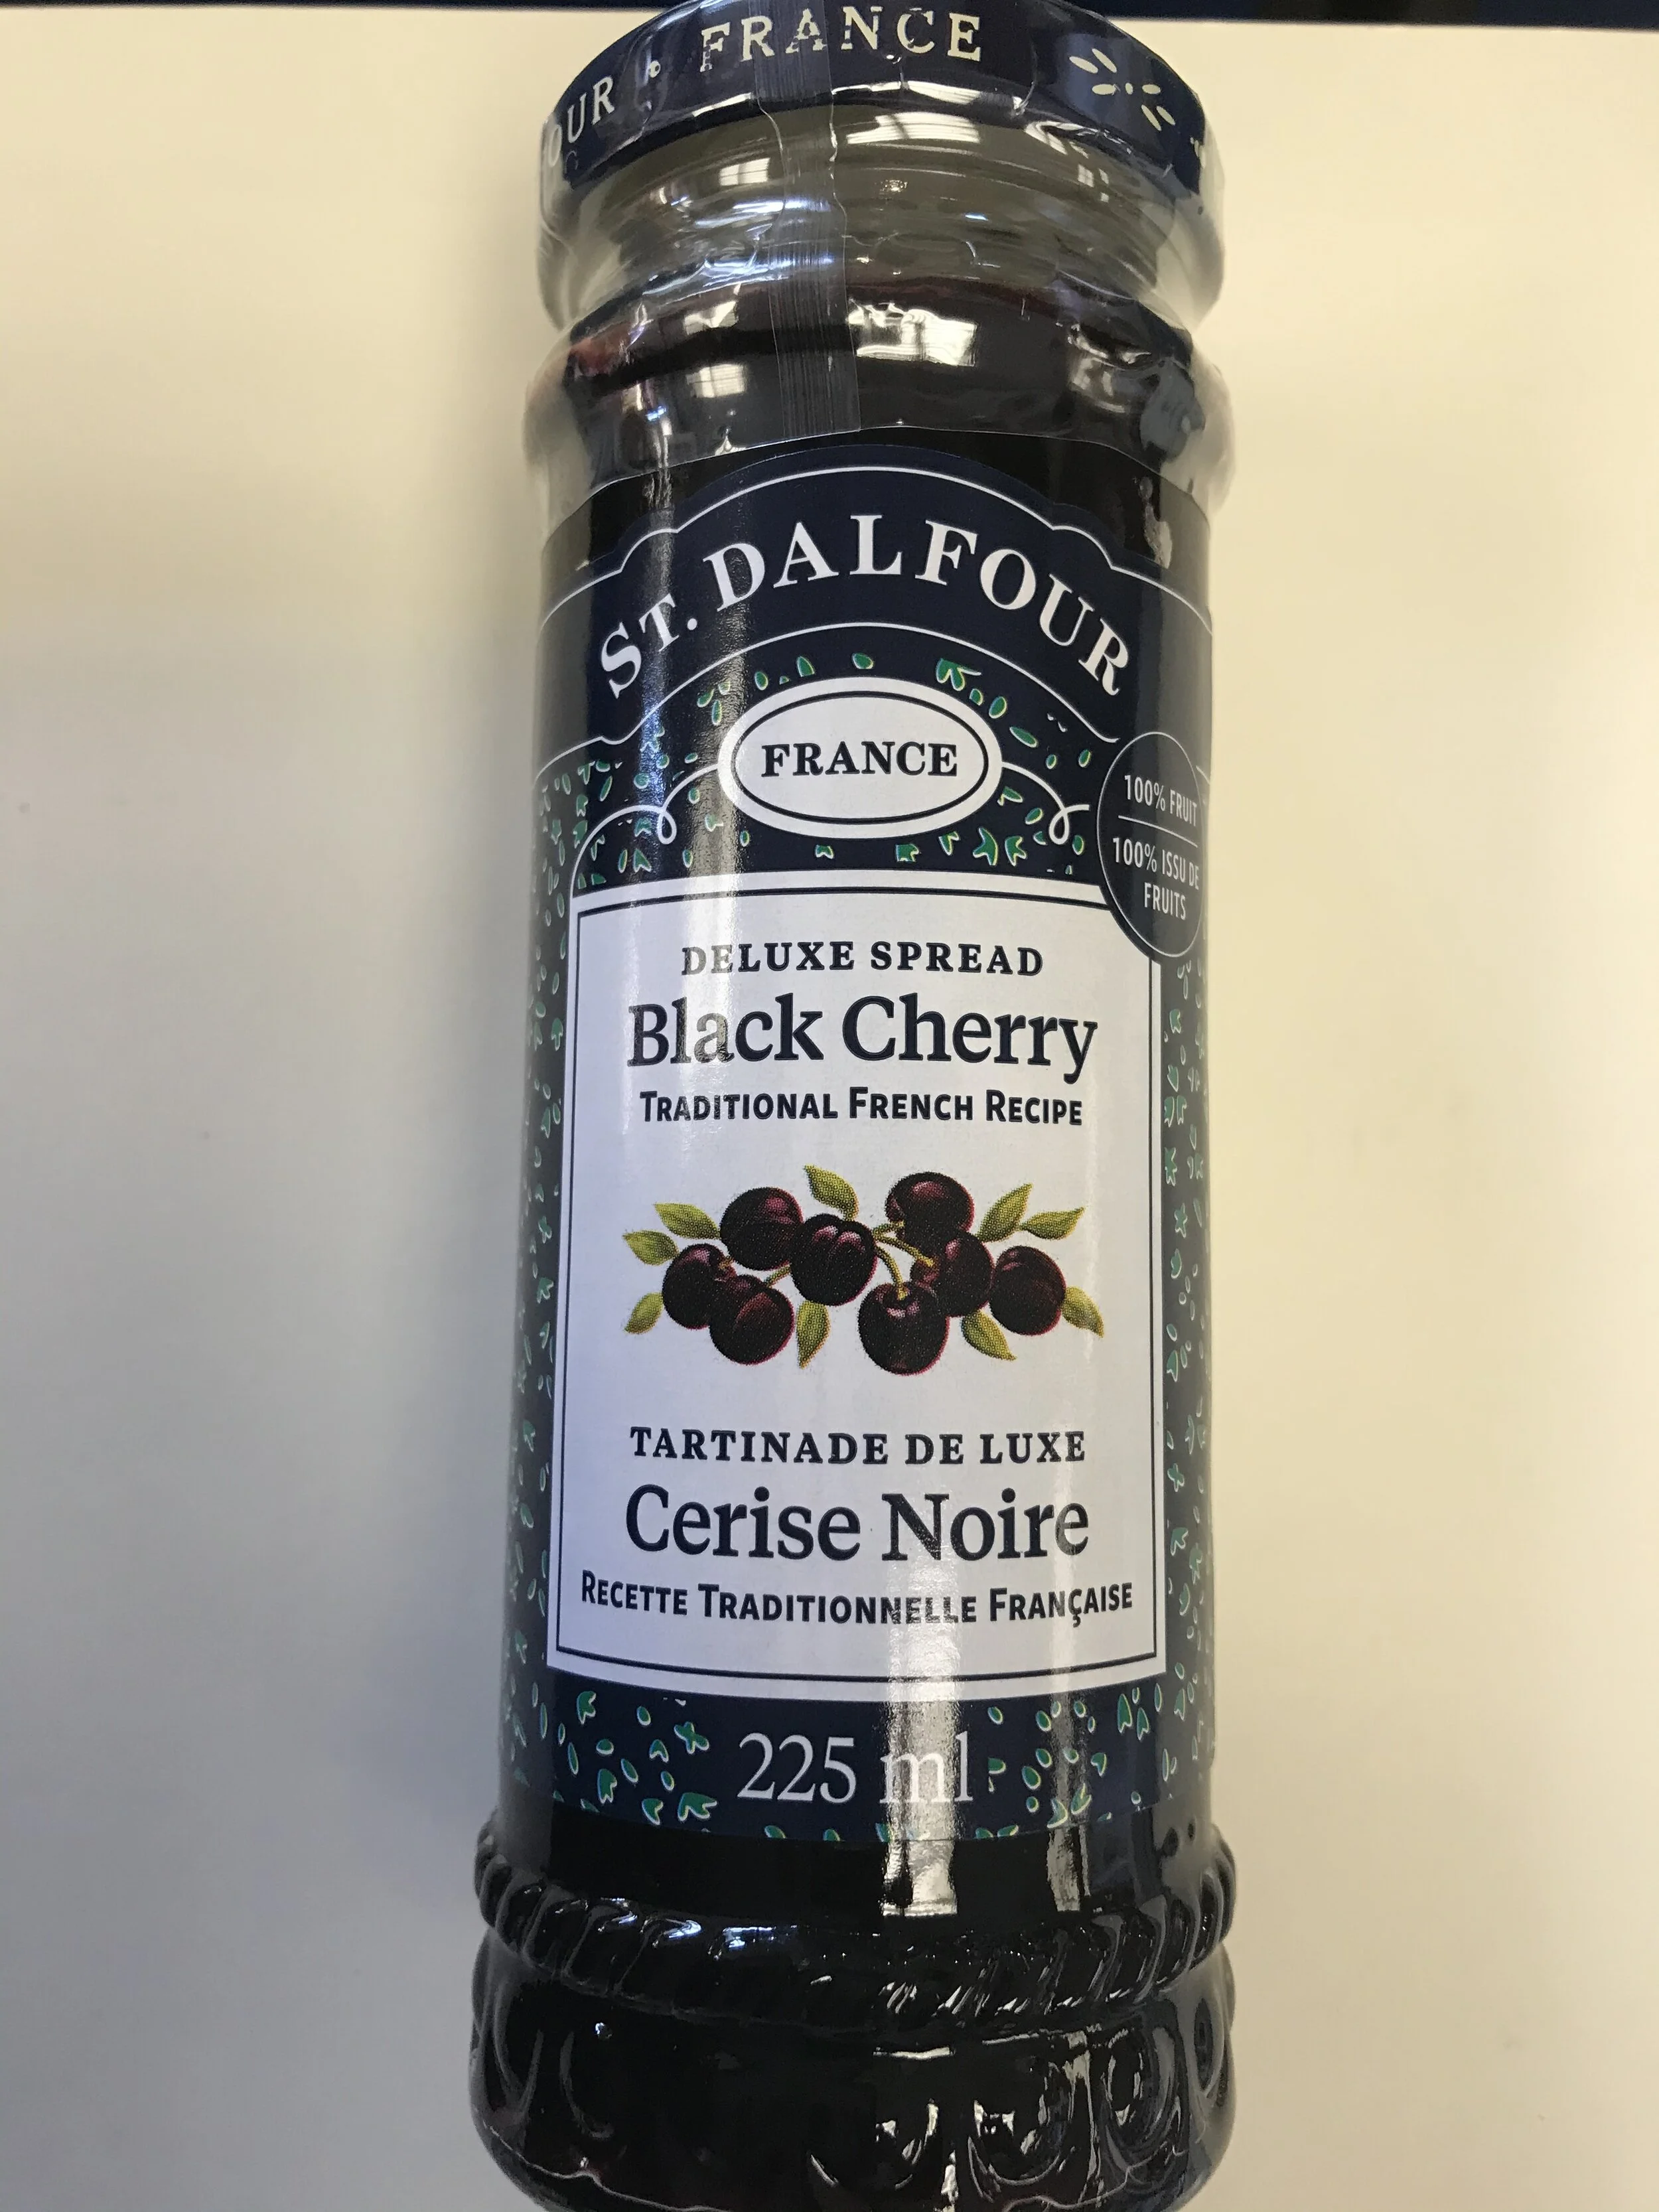 OUR • FRANCE
ST. DALFOUR
FRANCE
100% FRUIT
100% ISSU DE
FRUITS
DELUXE SPREAD
Black Cherry
TRADITIONAL FRENCH RECIPE
TARTINADE DE LUXE
Cerise Noire
RECETTE TRADITIONNELLE FRANÇAISE
225 ml